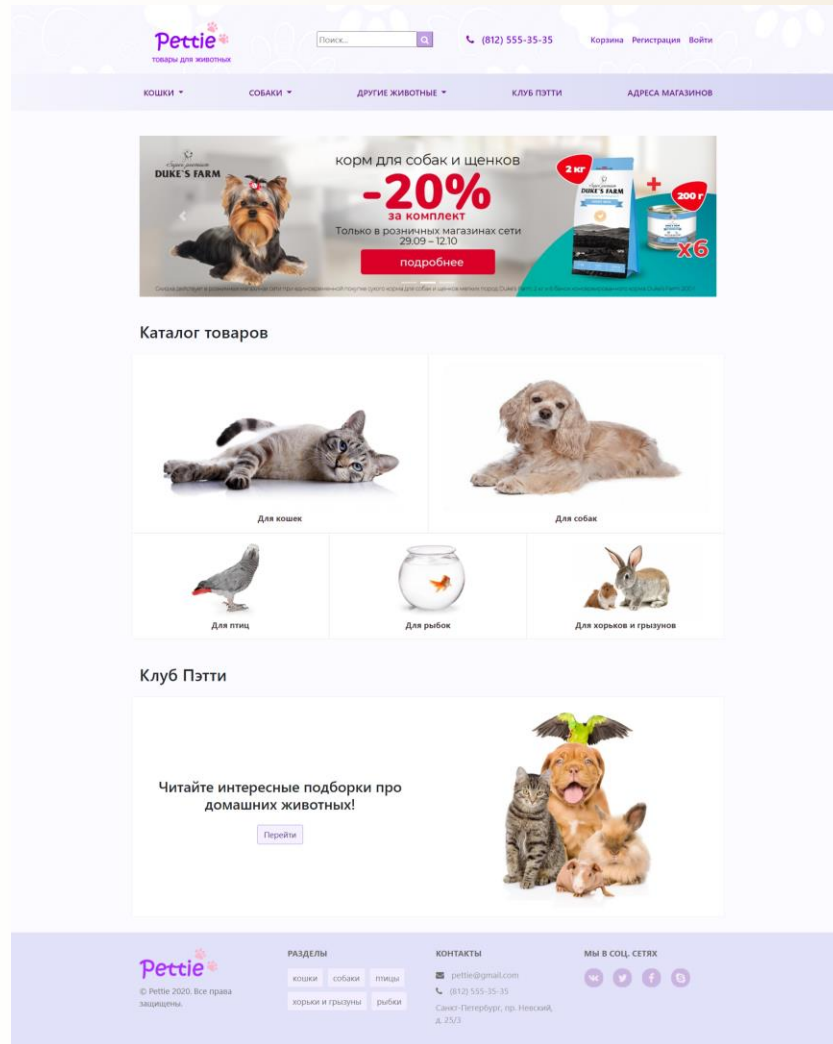 Pettie
товары для животных
Поиск...
(812) 555-35-35
Корзина Регистрация Войти
КОШКИ СОБАКИ ДРУГИЕ ЖИВОТНЫЕ КЛУБ ПЭТТИ АДРЕСА МАГАЗИНОВ
DUKE'S FARM
корм для собак и щенков
-20%
за комплект
Только в розничных магазинах сети
29.09 – 12.10
подробнее
2 кг
DUKE'S FARM
+
200 г
x6
Каталог товаров
Для кошек
Для собак
Для птиц
Для рыбок
Для хорьков и грызунов
Клуб Пэтти
Читайте интересные подборки про
домашних животных!
Перейти
Pettie
© Pettie 2020. Все права
защищены.
РАЗДЕЛЫ
кошки собаки птицы
хорьки и грызуны рыбки
КОНТАКТЫ
pettie@gmail.com
(812) 555-35-35
Санкт-Петербург, пр. Невский,
д. 25/3
МЫ В СОЦ. СЕТЯХ